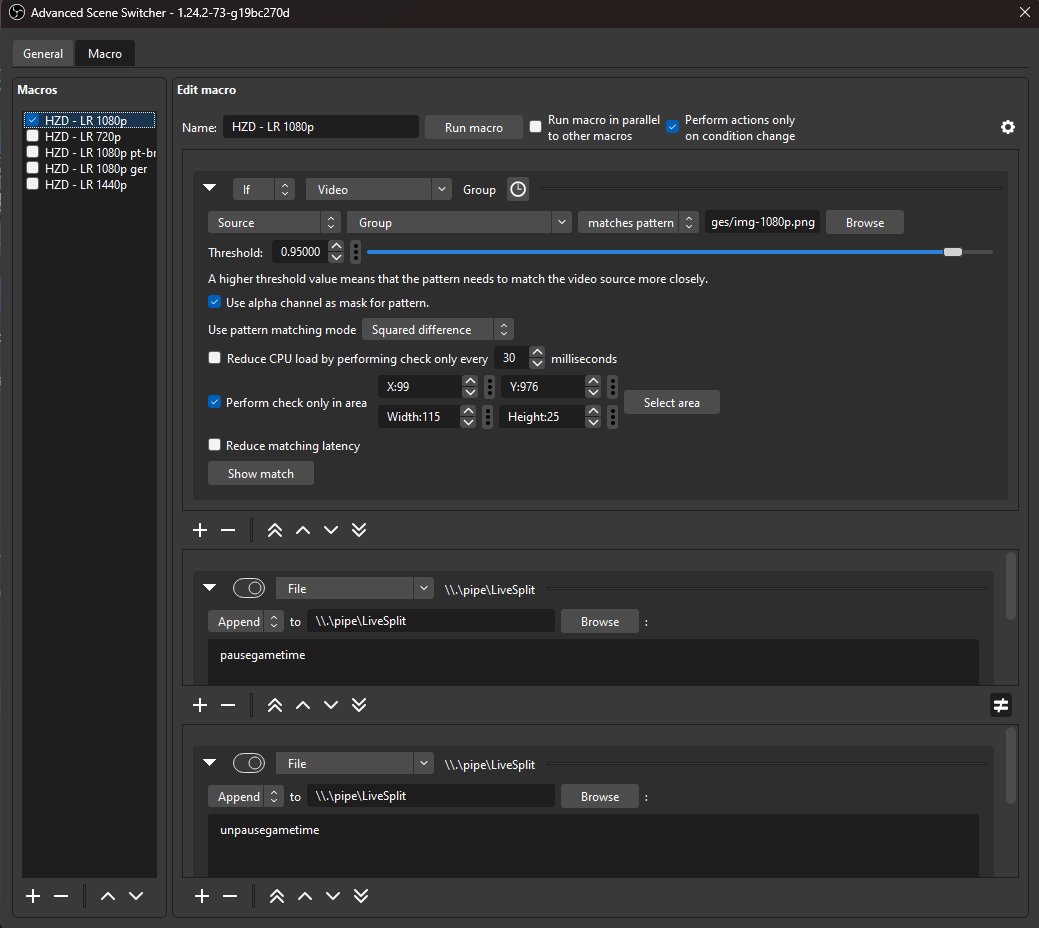 Advanced Scene Switcher - 1.24.2-73-g19bc270d
General
Macro
Macros
HZD - LR 1080p
HZD - LR 720p
HZD - LR 1080p pt-br
HZD - LR 1080p ger
HZD - LR 1440p
Edit macro
Name:
HZD - LR 1080p
Run macro
Run macro in parallel
to other macros
Perform actions only
on condition change
If
Video
Group
Source
Group
matches pattern
ges/img-1080p.png
Browse
Threshold:
0.95000
A higher threshold value means that the pattern needs to match the video source more closely.
Use alpha channel as mask for pattern.
Use pattern matching mode
Squared difference
Reduce CPU load by performing check only every
30
milliseconds
Perform check only in area
X:99
Y:976
Width:115
Height:25
Select area
Reduce matching latency
Show match
File
\\.\pipe\LiveSplit
Append
to
\\.\pipe\LiveSplit
Browse
:
pausegametime
File
\\.\pipe\LiveSplit
Append
to
\\.\pipe\LiveSplit
Browse
:
unpausegametime